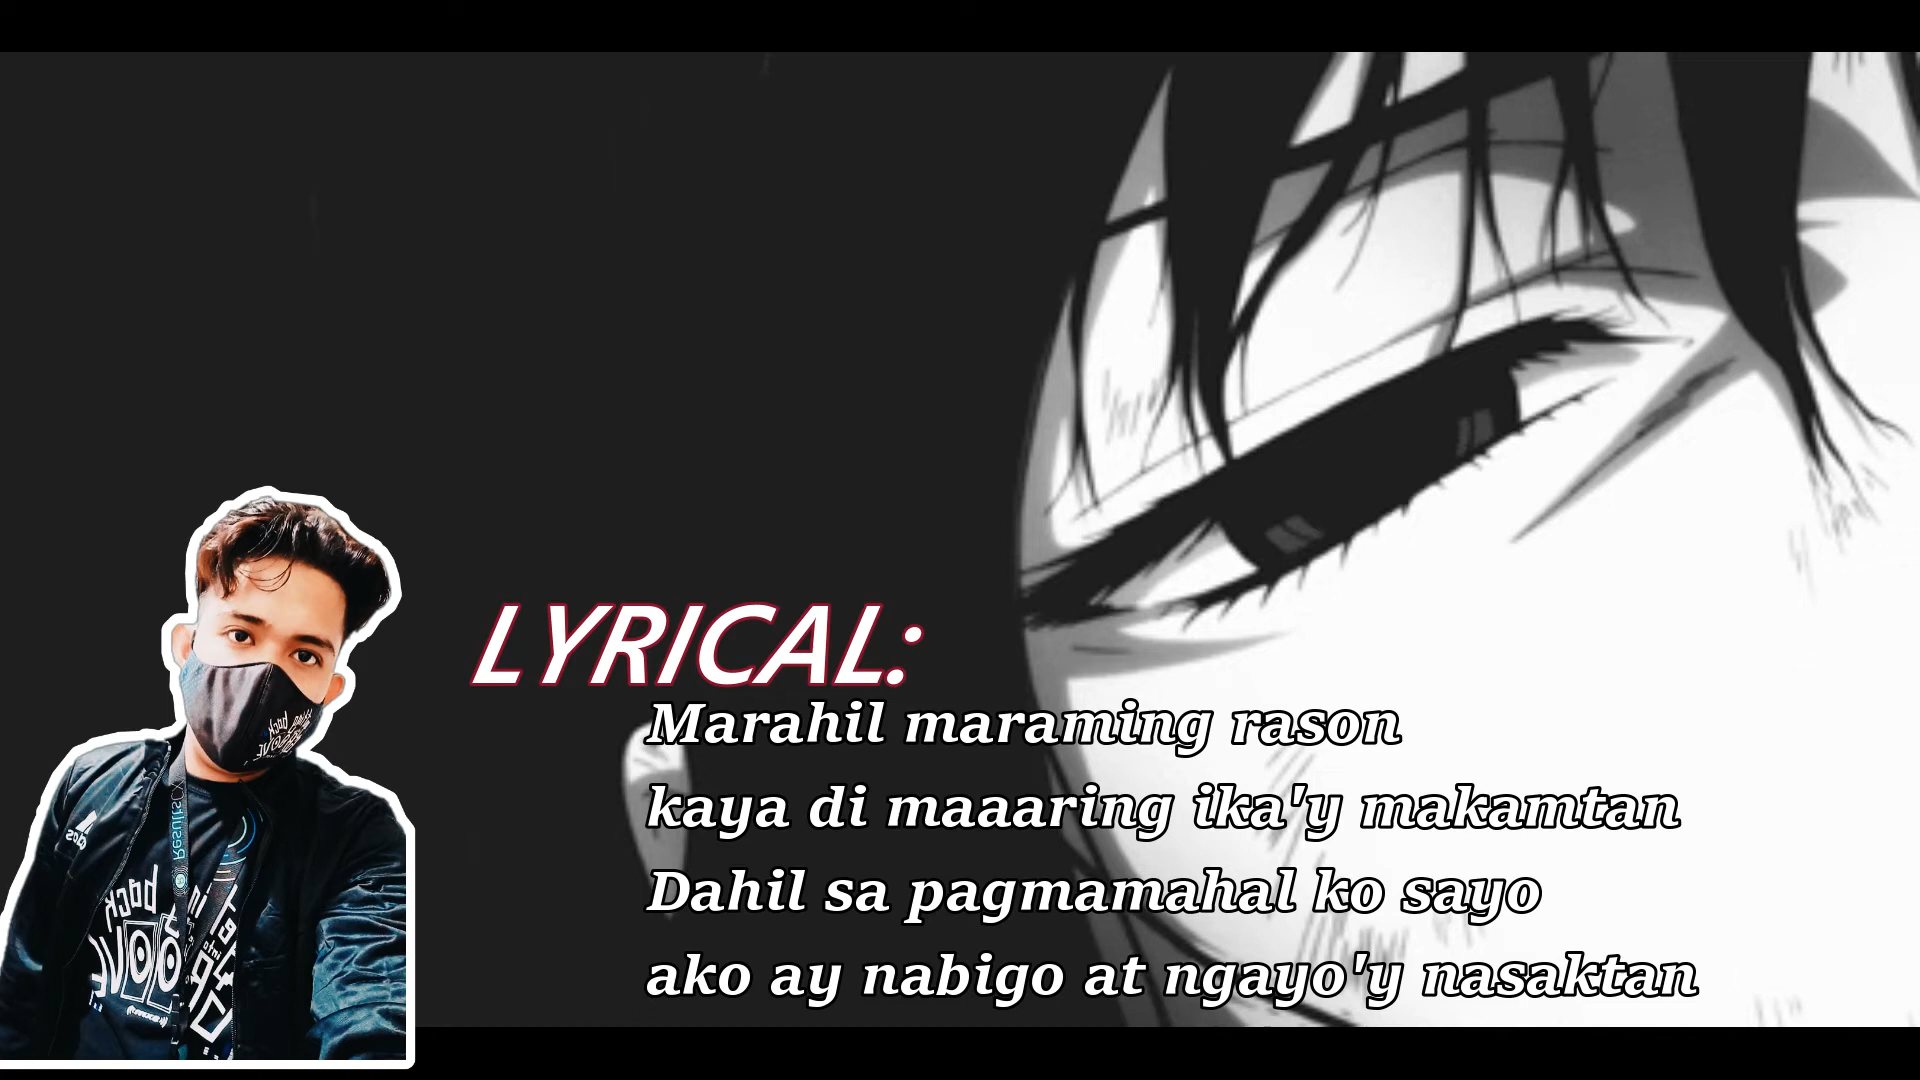 LYRICAL:
Marahil maraming rason
kaya di maaaring ika'y makamtan
Dahil sa pagmamahal ko sayo
ako ay nabigo at ngayo'y nasaktan
Results